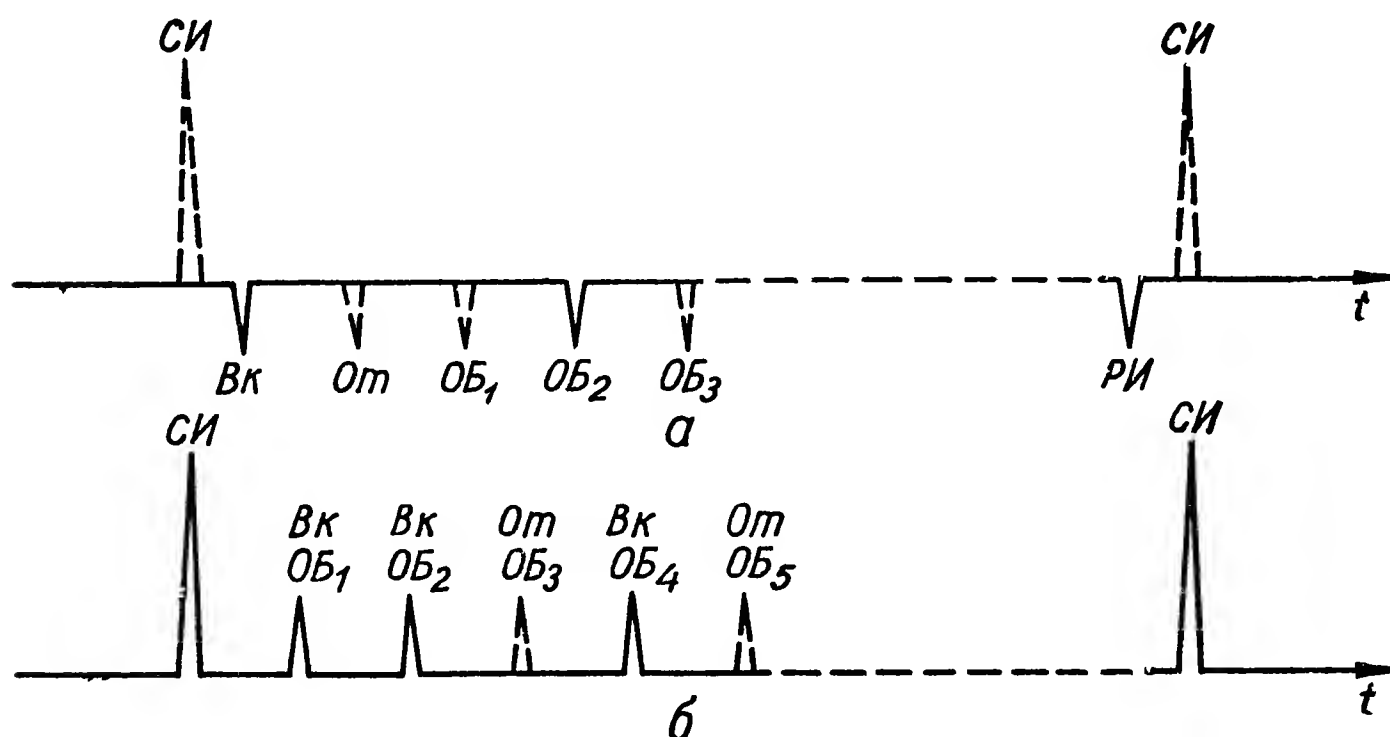 СИ СИ
t
Вк От ОБ₁ ОБ₂ ОБ₃ РИ
а
СИ СИ
Вк Вк От Вк От
ОБ₁ ОБ₂ ОБ₃ ОБ₄ ОБ₅
t
б